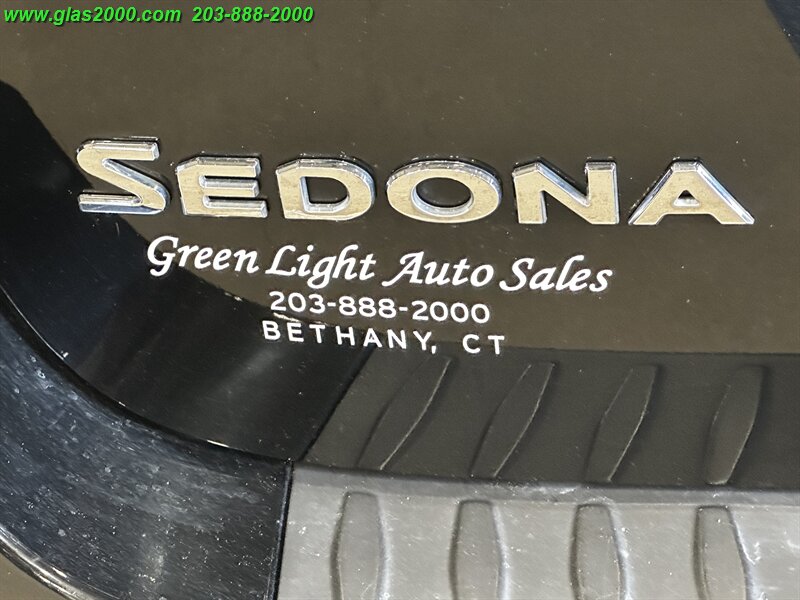 www.glas2000.com 203-888-2000
SEDONA
Green Light Auto Sales
203-888-2000
BETHANY, CT